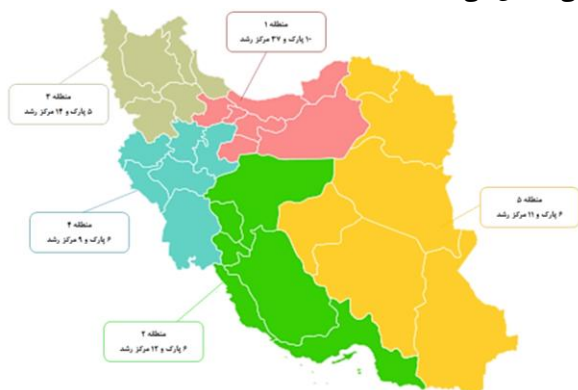 منطقه ۱
۱۰ پارک و ۳۷ مرکز رشد
منطقه ۳
۵ پارک و ۱۴ مرکز رشد
منطقه ۵
۶ پارک و ۱۱ مرکز رشد
منطقه ۴
۶ پارک و ۹ مرکز رشد
منطقه ۲
۶ پارک و ۱۲ مرکز رشد